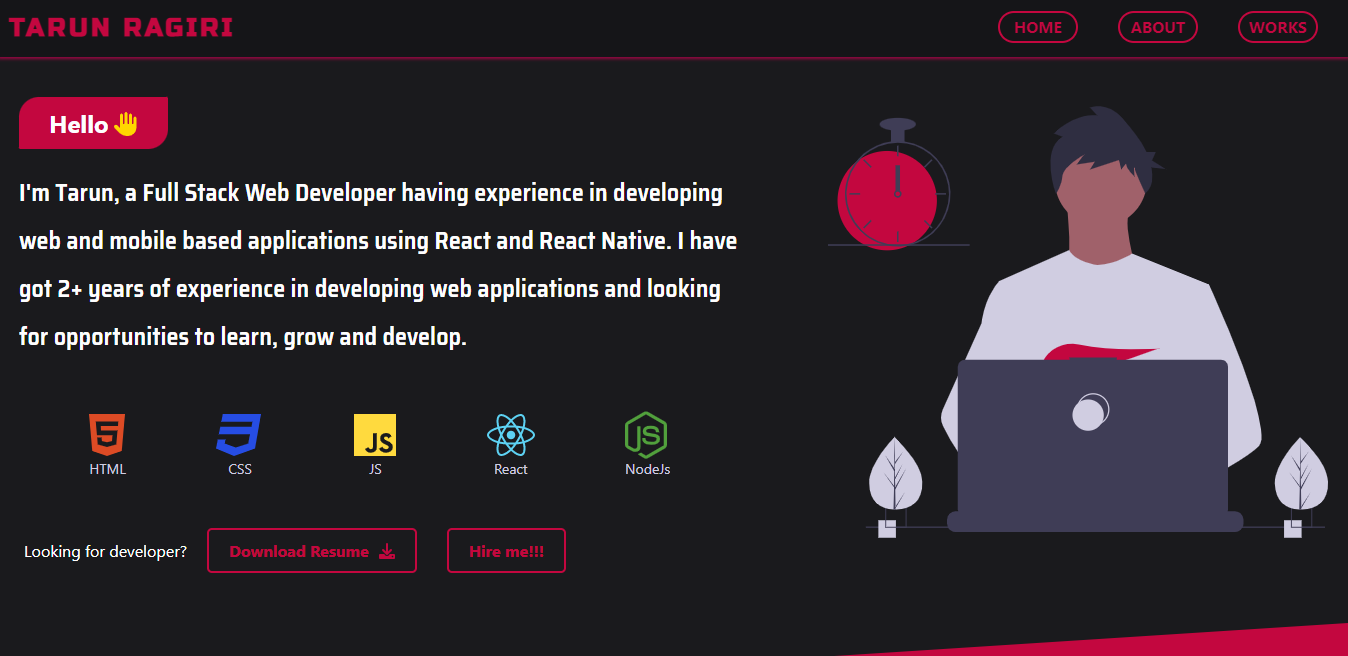 TARUN RAGIRI
HOME
ABOUT
WORKS
Hello
I'm Tarun, a Full Stack Web Developer having experience in developing
web and mobile based applications using React and React Native. I have
got 2+ years of experience in developing web applications and looking
for opportunities to learn, grow and develop.
5
JS
JS
HTML
CSS
JS
React
NodeJs
Looking for developer?
Download Resume
Hire me!!!